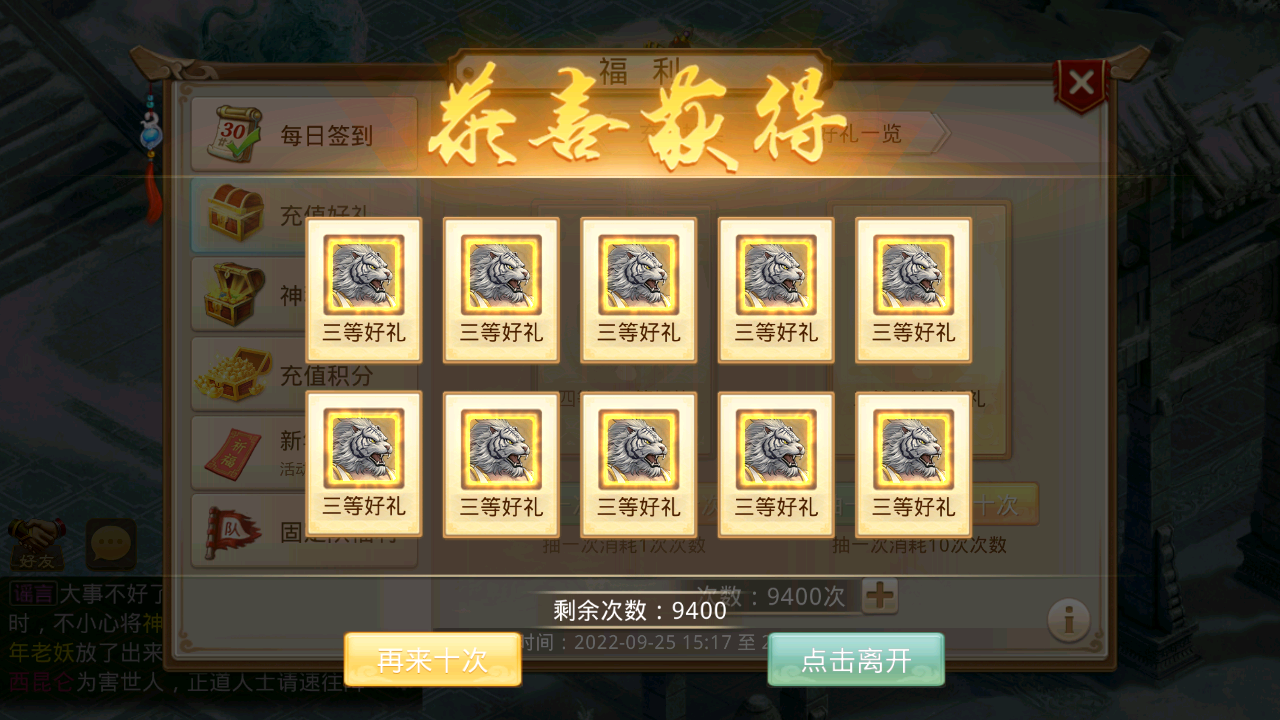 福利
恭喜获得
30
每日签到
好礼一览
充值好礼
神
三等好礼
三等好礼
三等好礼
三等好礼
三等好礼
充值积分
四
礼
祈福
新
活动
三等好礼
三等好礼
三等好礼
三等好礼
三等好礼
十次
队
抽一次消耗1次次数
抽一次消耗10次次数
好友
次数：9400次
剩余次数：9400
时间：2022-09-25 15:17 至 2
再来十次
点击离开
谣言 大事不好了
时，不小心将神
年老妖放了出来
西昆仑为害世人，正道人士请速往